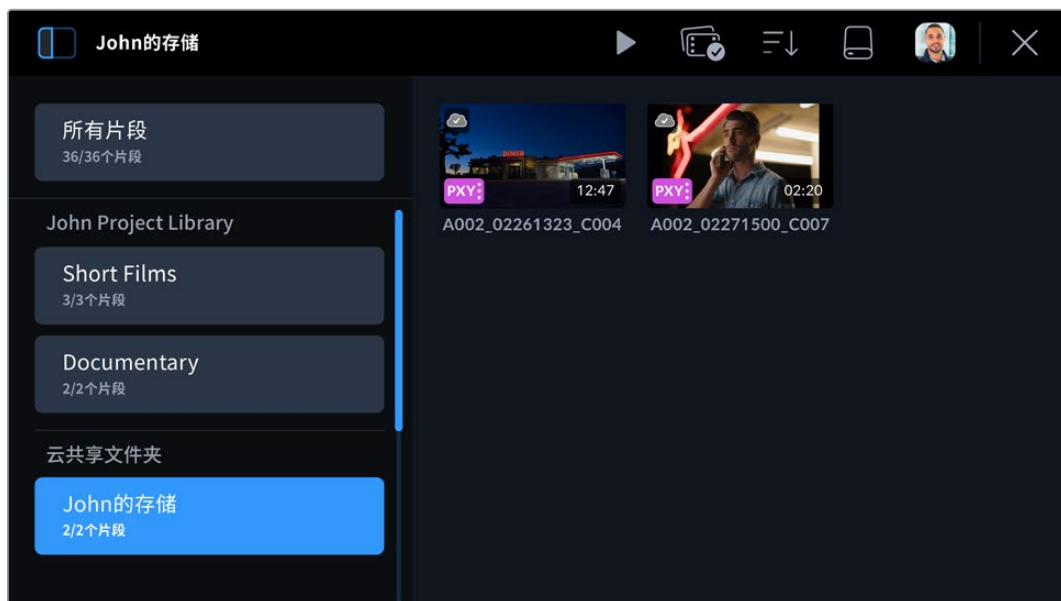 John的存储
所有片段
36/36个片段
John Project Library
Short Films
3/3个片段
Documentary
2/2个片段
云共享文件夹
John的存储
2/2个片段
DINER
PXY
12:47
A002_02261323_C004
PXY
02:20
A002_02271500_C007